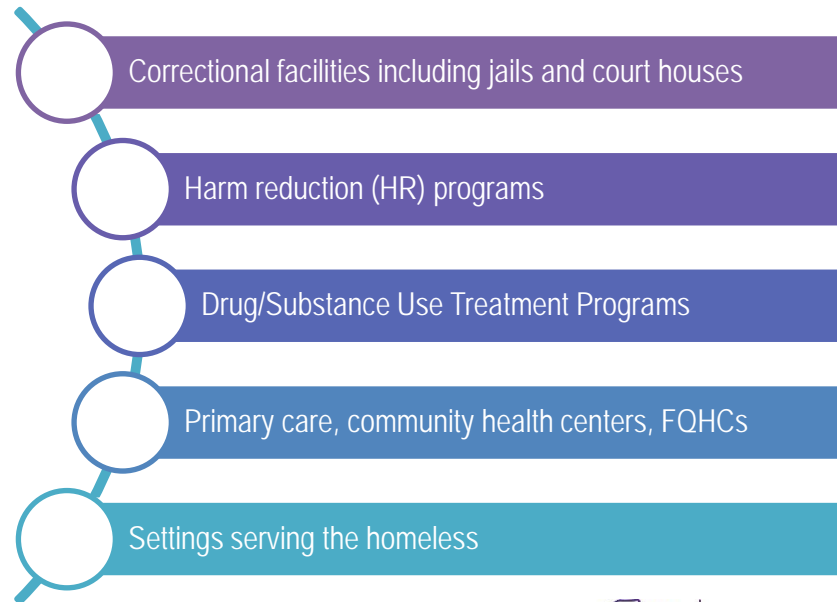 Correctional facilities including jails and court houses
Harm reduction (HR) programs
Drug/Substance Use Treatment Programs
Primary care, community health centers, FQHCs
Settings serving the homeless